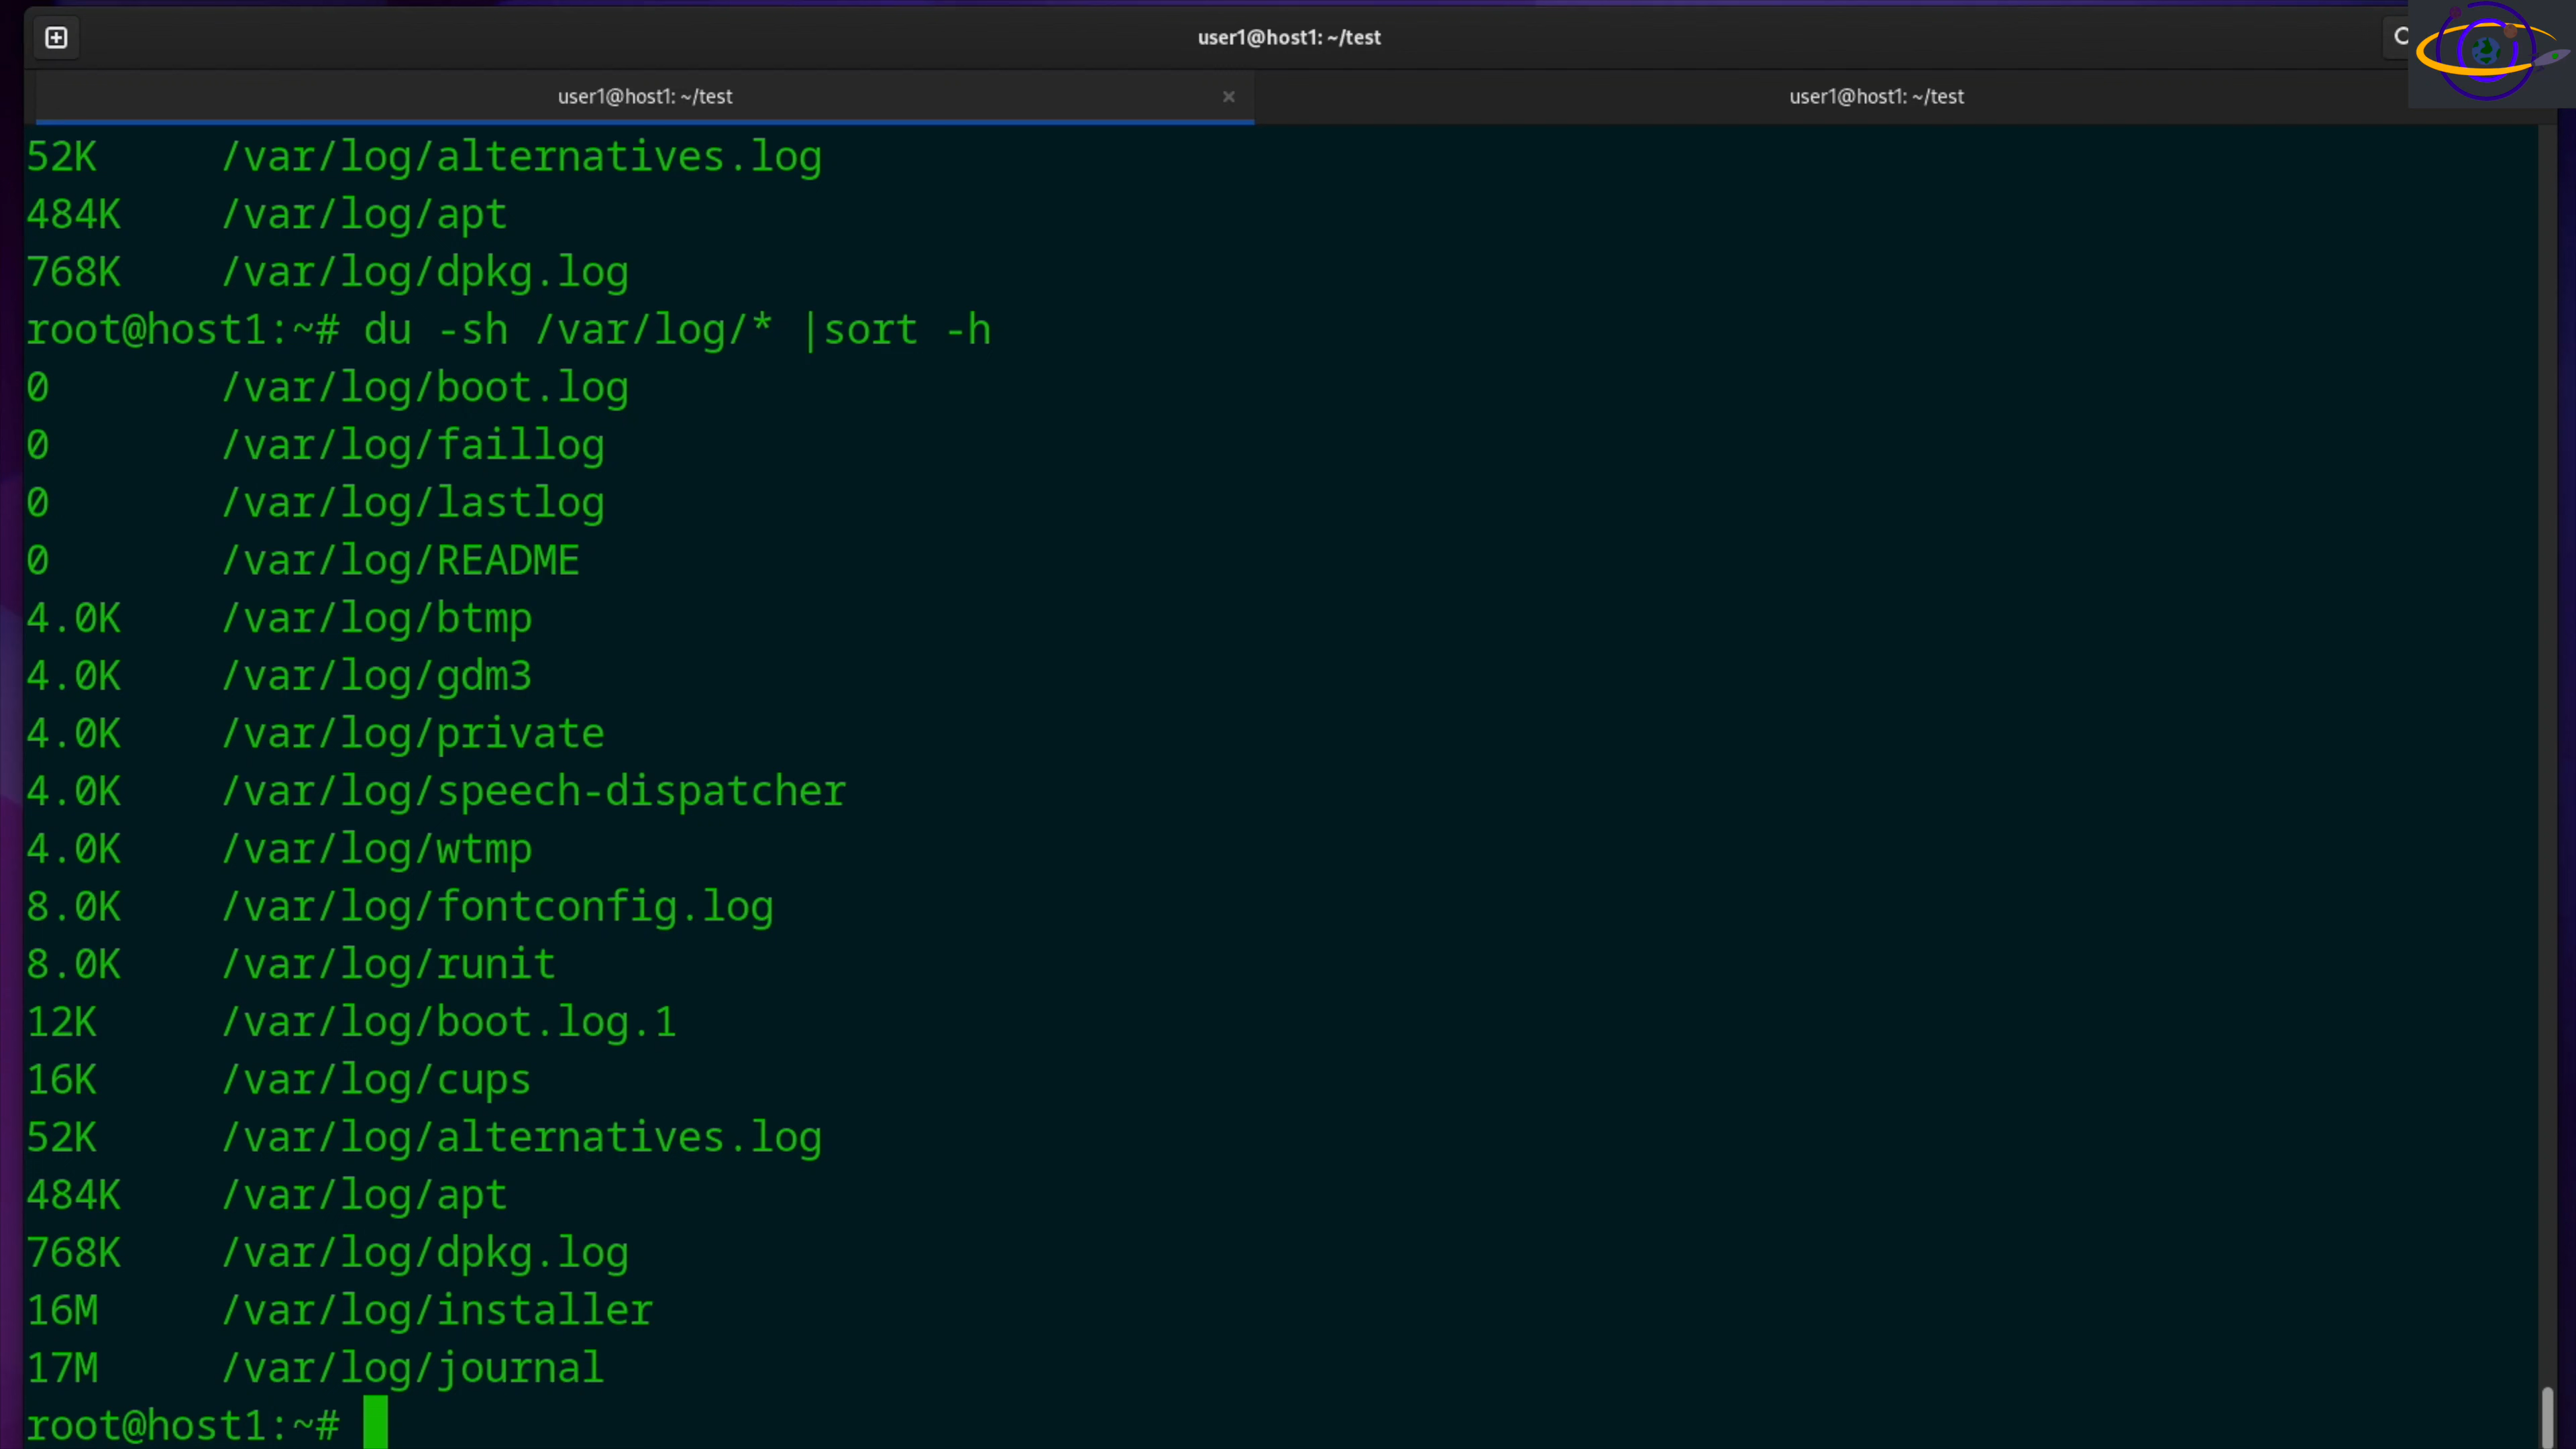 user1@host1: ~/test
user1@host1: ~/test × user1@host1: ~/test
52K /var/log/alternatives.log
484K /var/log/apt
768K /var/log/dpkg.log
root@host1:~# du -sh /var/log/* |sort -h
0 /var/log/boot.log
0 /var/log/faillog
0 /var/log/lastlog
0 /var/log/README
4.0K /var/log/btmp
4.0K /var/log/gdm3
4.0K /var/log/private
4.0K /var/log/speech-dispatcher
4.0K /var/log/wtmp
8.0K /var/log/fontconfig.log
8.0K /var/log/runit
12K /var/log/boot.log.1
16K /var/log/cups
52K /var/log/alternatives.log
484K /var/log/apt
768K /var/log/dpkg.log
16M /var/log/installer
17M /var/log/journal
root@host1:~#